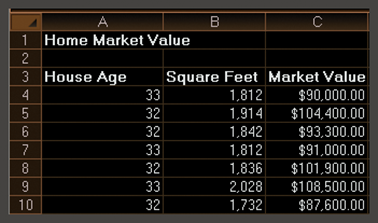 A B C
1 Home Market Value
2
3 House Age Square Feet Market Value
4 33 1,812 $90,000.00
5 32 1,914 $104,400.00
6 32 1,842 $93,300.00
7 33 1,812 $91,000.00
8 32 1,836 $101,900.00
9 33 2,028 $108,500.00
10 32 1,732 $87,600.00